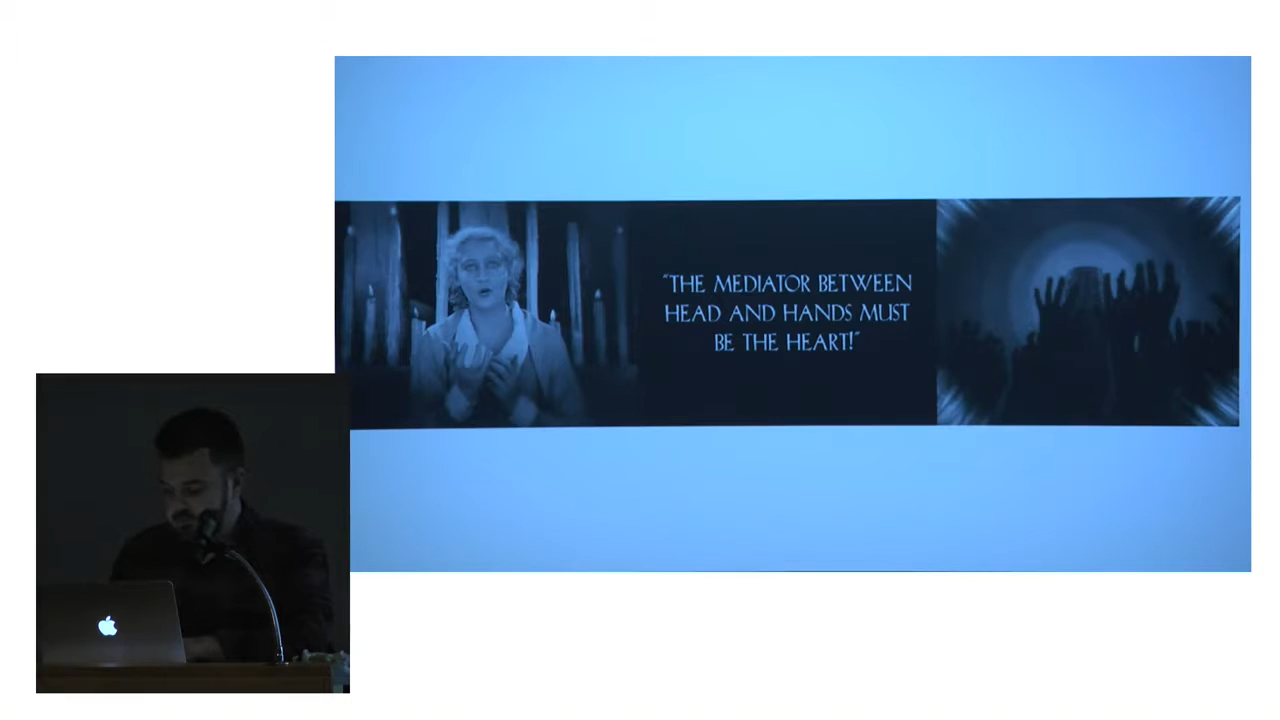 "THE MEDIATOR BETWEEN
HEAD AND HANDS MUST
BE THE HEART!"